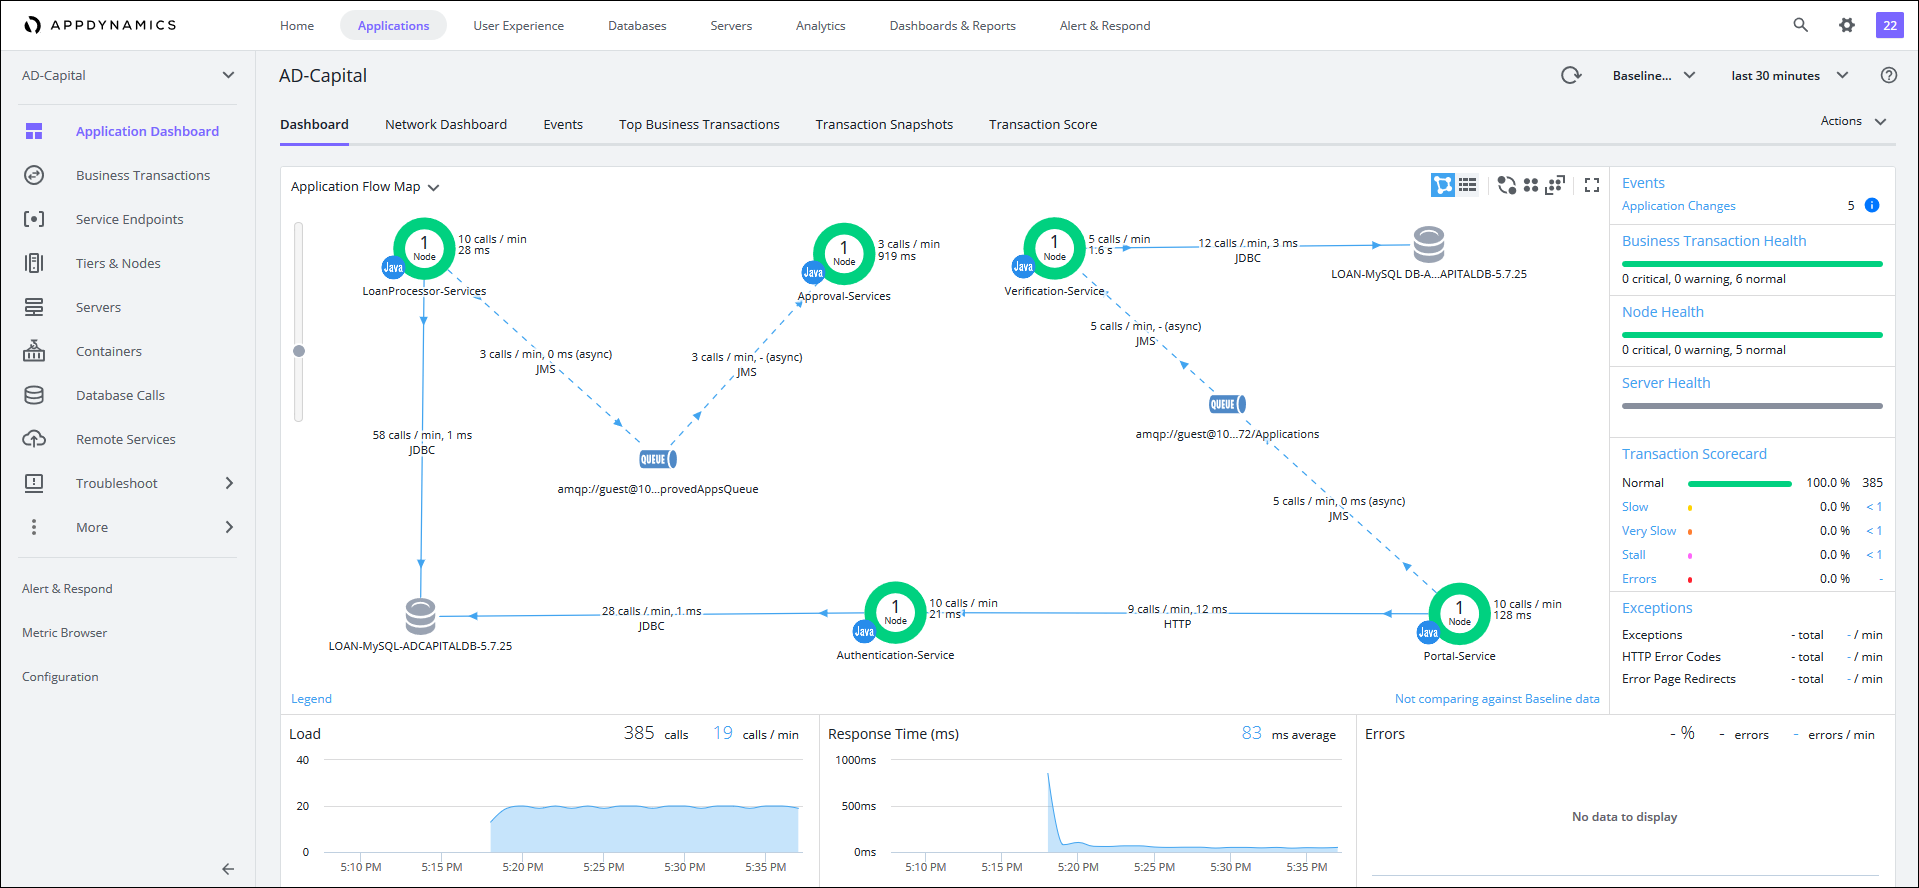 APPDYNAMICS
Home
Applications
User Experience
Databases
Servers
Analytics
Dashboards & Reports
Alert & Respond
22
AD-Capital
Application Dashboard
Business Transactions
Service Endpoints
Tiers & Nodes
Servers
Containers
Database Calls
Remote Services
Troubleshoot
More
Alert & Respond
Metric Browser
Configuration
AD-Capital
Baseline...
last 30 minutes
Dashboard
Network Dashboard
Events
Top Business Transactions
Transaction Snapshots
Transaction Score
Actions
Application Flow Map
1
Node
Java
10 calls / min
28 ms
LoanProcessor-Services
1
Node
Java
3 calls / min
919 ms
Approval-Services
1
Node
Java
5 calls / min
1.6 s
Verification-Service
12 calls / min, 3 ms
JDBC
LOAN-MySQL DB-A...APITALDB-5.7.25
3 calls / min, 0 ms (async)
JMS
3 calls / min, - (async)
JMS
5 calls / min, - (async)
JMS
QUEUE
amqp://guest@10...72/Applications
58 calls / min, 1 ms
JDBC
QUEUE
amqp://guest@10...provedAppsQueue
5 calls / min, 0 ms (async)
JMS
LOAN-MySQL-ADCAPITALDB-5.7.25
28 calls / min, 1 ms
JDBC
1
Node
Java
10 calls / min
21 ms
Authentication-Service
9 calls / min, 12 ms
HTTP
1
Node
Java
10 calls / min
128 ms
Portal-Service
Legend
Not comparing against Baseline data
Events
Application Changes 5
Business Transaction Health
0 critical, 0 warning, 6 normal
Node Health
0 critical, 0 warning, 5 normal
Server Health
Transaction Scorecard
Normal 100.0 % 385
Slow 0.0 % < 1
Very Slow 0.0 % < 1
Stall 0.0 % < 1
Errors 0.0 % -
Exceptions
Exceptions - total - / min
HTTP Error Codes - total - / min
Error Page Redirects - total - / min
Load 385 calls 19 calls / min
40
20
0
5:10 PM 5:15 PM 5:20 PM 5:25 PM 5:30 PM 5:35 PM
Response Time (ms) 83 ms average
1000ms
500ms
0ms
5:10 PM 5:15 PM 5:20 PM 5:25 PM 5:30 PM 5:35 PM
Errors - % - errors - errors / min
No data to display